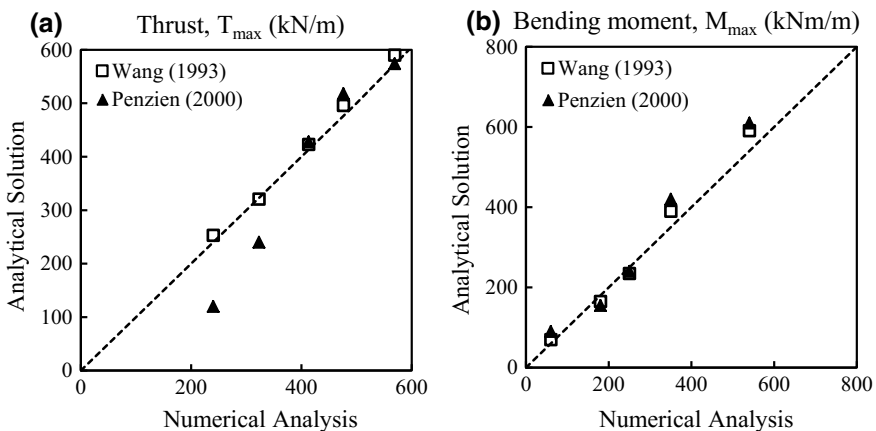 (a) Thrust, Tmax (kN/m)
600
500
400
300
200
100
0
0 200 400 600
Analytical Solution
Numerical Analysis
Wang (1993)
Penzien (2000)
(b) Bending moment, Mmax (kNm/m)
800
600
400
200
0
0 200 400 600 800
Analytical Solution
Numerical Analysis
Wang (1993)
Penzien (2000)